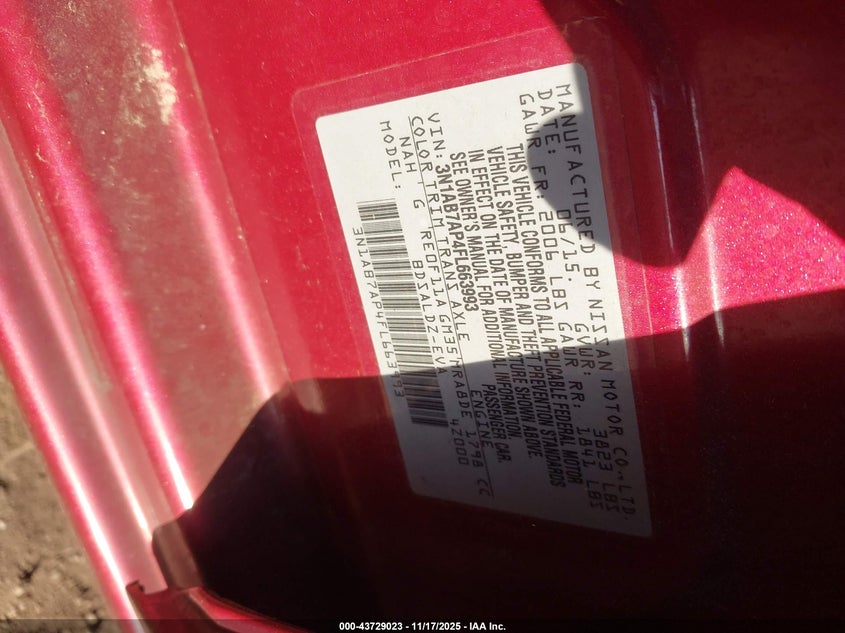 MANUFACTURED BY NISSAN MOTOR CO., LTD.
DATE: 04/15. GVWR: 3823 LBS
GAWR FR: 2006 LBS GAWR RR: 1841 LBS
THIS VEHICLE CONFORMS TO ALL APPLICABLE FEDERAL MOTOR
VEHICLE SAFETY, BUMPER AND THEFT PREVENTION STANDARDS
IN EFFECT ON THE DATE OF MANUFACTURE SHOWN ABOVE.
SEE OWNER'S MANUAL FOR ADDITIONAL INFORMATION.
VIN: 3N1AB7AP4FL663993 PASSENGER CAR
COLOR TRIM TRANS AXLE ENGINE
NAH G RE0F11A GM35 MRA8DE 1798 CC
MODEL: BDSALDZ-EVA 42000
3N1AB7AP4FL663993
000-43729023 — 11/17/2025 – IAA Inc.